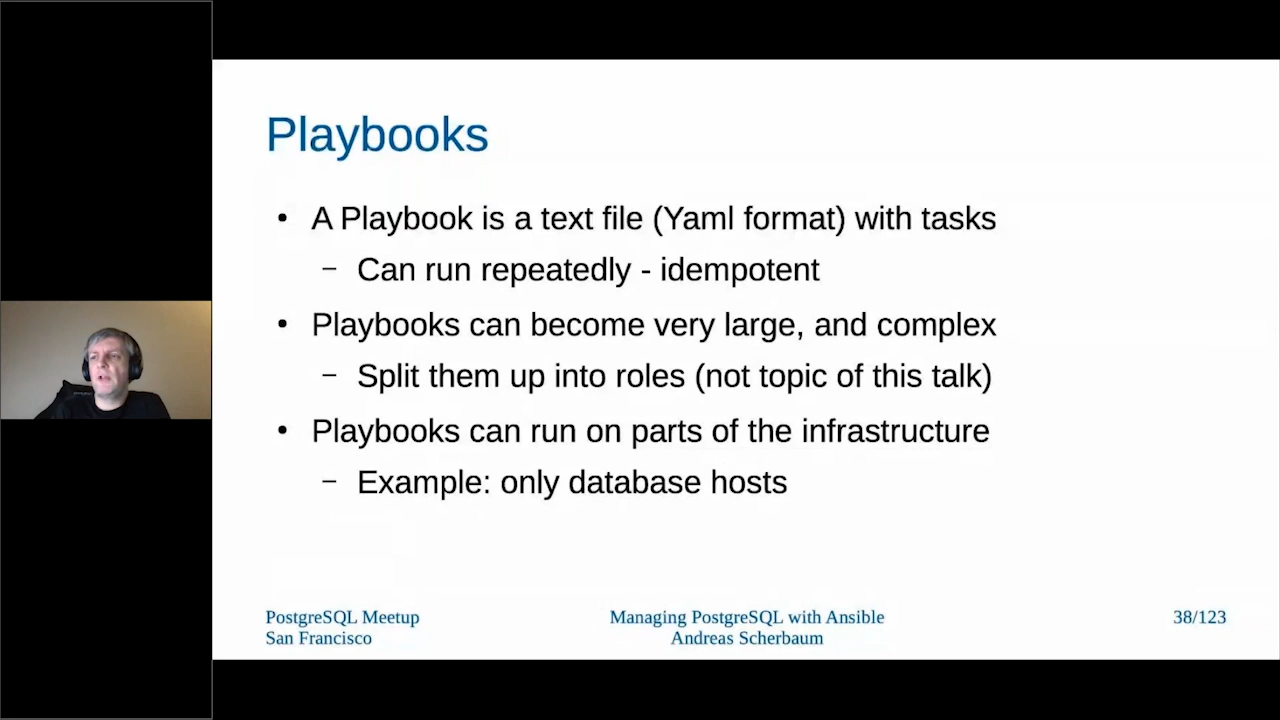 Playbooks
• A Playbook is a text file (Yaml format) with tasks
– Can run repeatedly - idempotent
• Playbooks can become very large, and complex
– Split them up into roles (not topic of this talk)
• Playbooks can run on parts of the infrastructure
– Example: only database hosts
PostgreSQL Meetup
San Francisco
Managing PostgreSQL with Ansible
Andreas Scherbaum
38/123